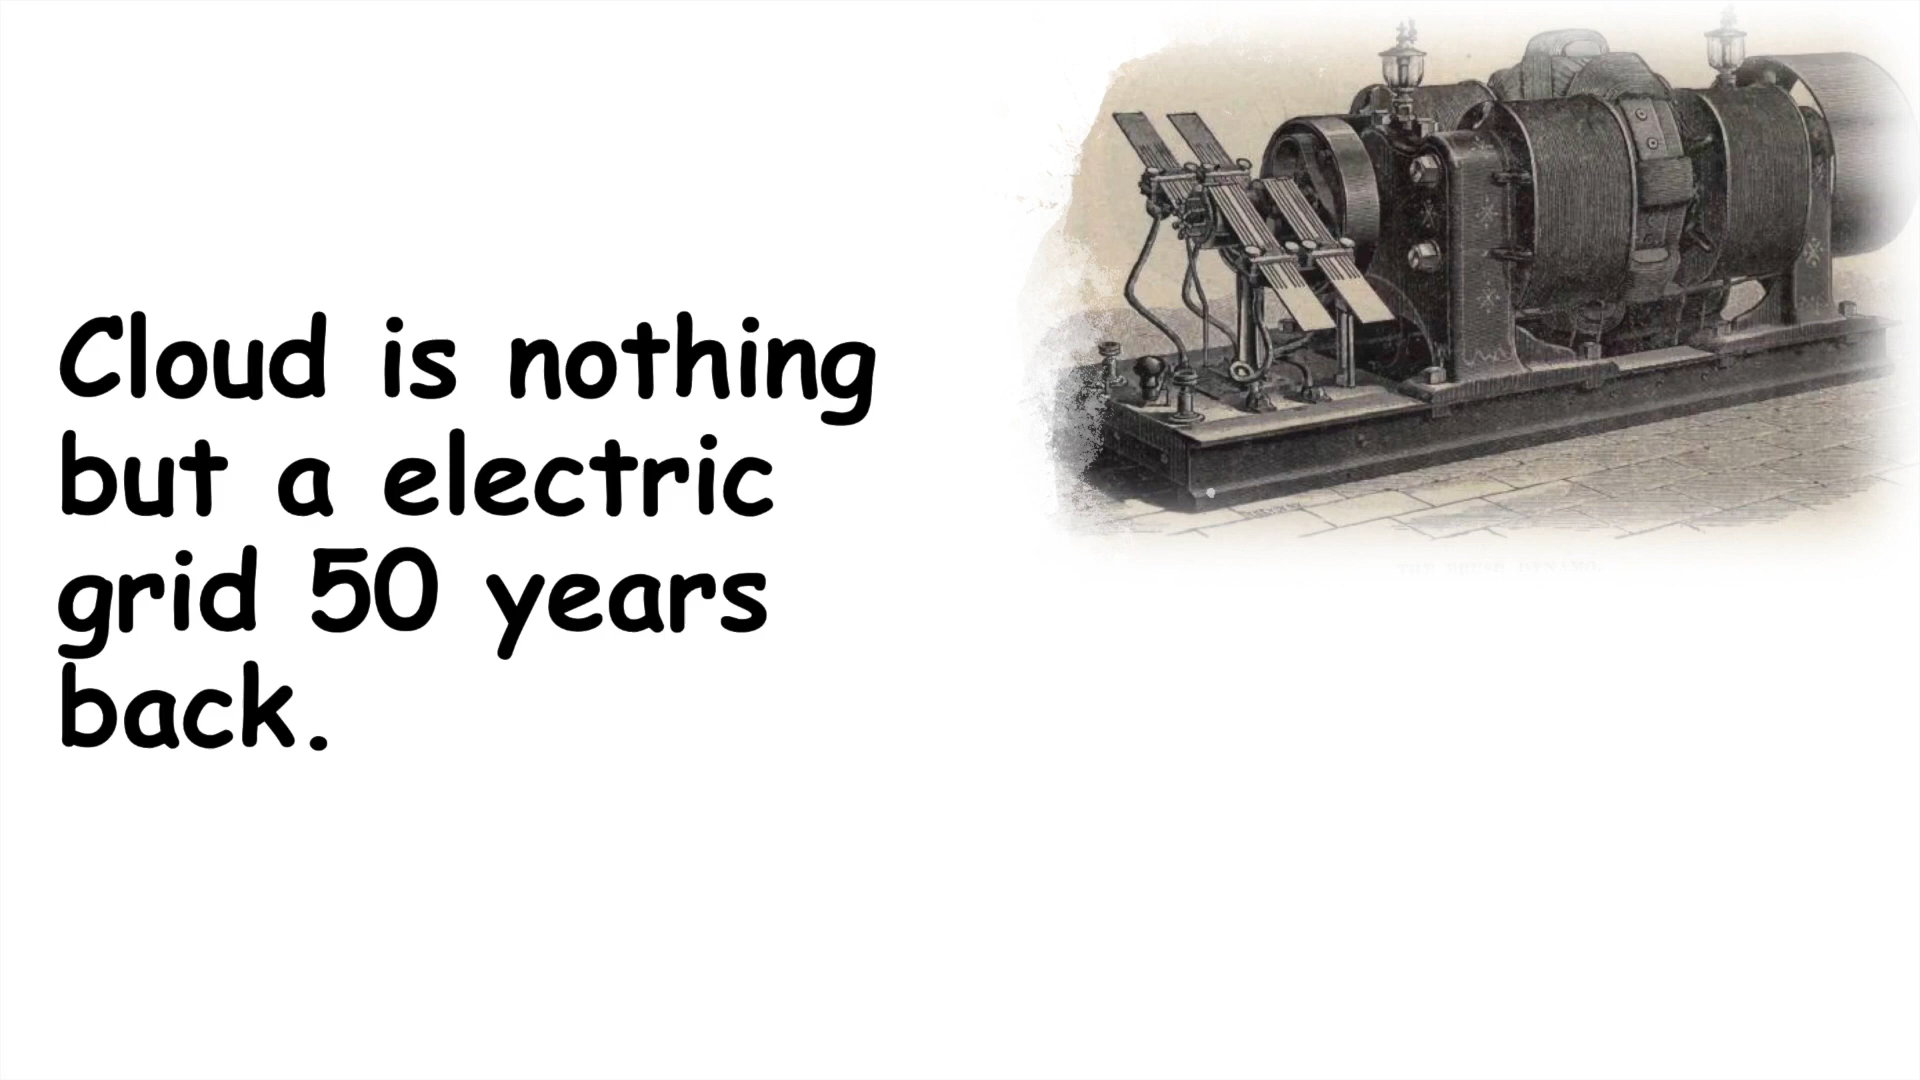 Cloud is nothing
but a electric
grid 50 years
back.